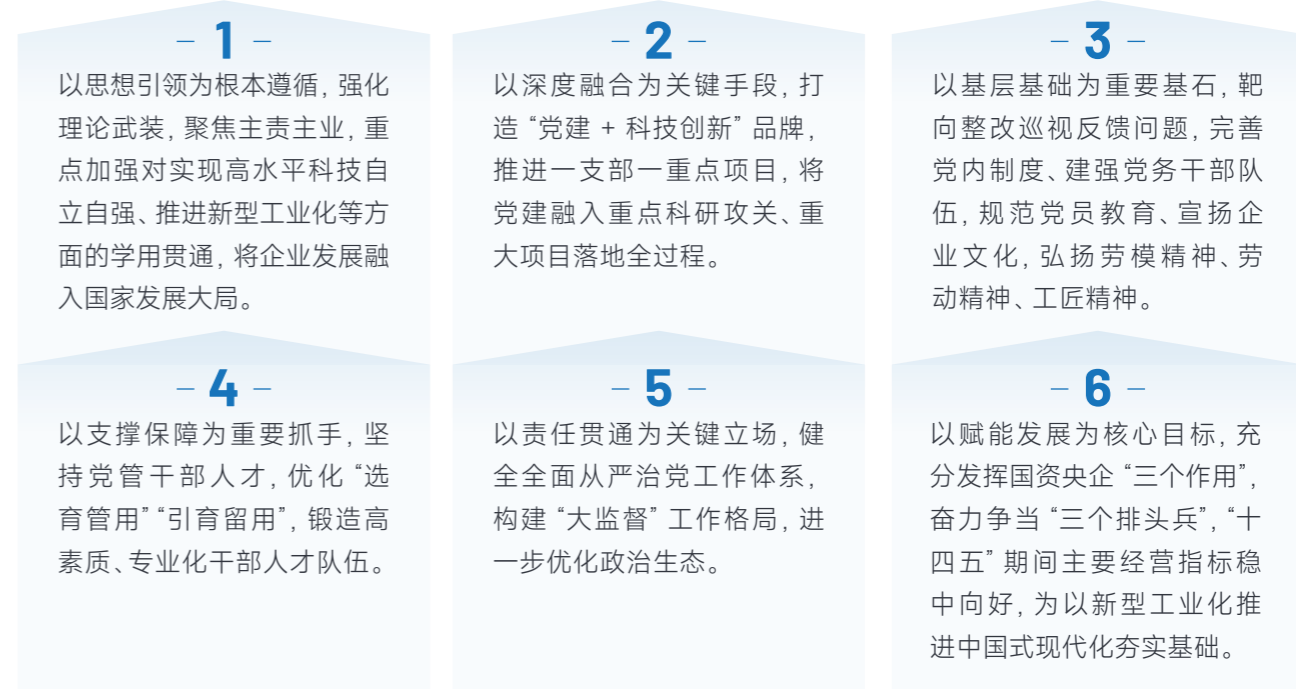 1
以思想引领为根本遵循，强化
理论武装，聚焦主责主业，重
点加强对实现高水平科技自
立自强、推进新型工业化等方
面的学用贯通，将企业发展融
入国家发展大局。
2
以深度融合为关键手段，打
造“党建 + 科技创新”品牌，
推进一支部一重点项目，将
党建融入重点科研攻关、重
大项目落地全过程。
3
以基层基础为重要基石，靶
向整改巡视反馈问题，完善
党内制度、建强党务干部队
伍，规范党员教育、宣扬企
业文化，弘扬劳模精神、劳
动精神、工匠精神。
4
以支撑保障为重要抓手，坚
持党管干部人才，优化“选
育管用”“引育留用”，锻造高
素质、专业化干部人才队伍。
5
以责任贯通为关键立场，健
全全面从严治党工作体系，
构建“大监督”工作格局，进
一步优化政治生态。
6
以赋能发展为核心目标，充
分发挥国资央企“三个作用”，
奋力争当“三个排头兵”，“十
四五”期间主要经营指标稳
中向好，为以新型工业化推
进中国式现代化夯实基础。